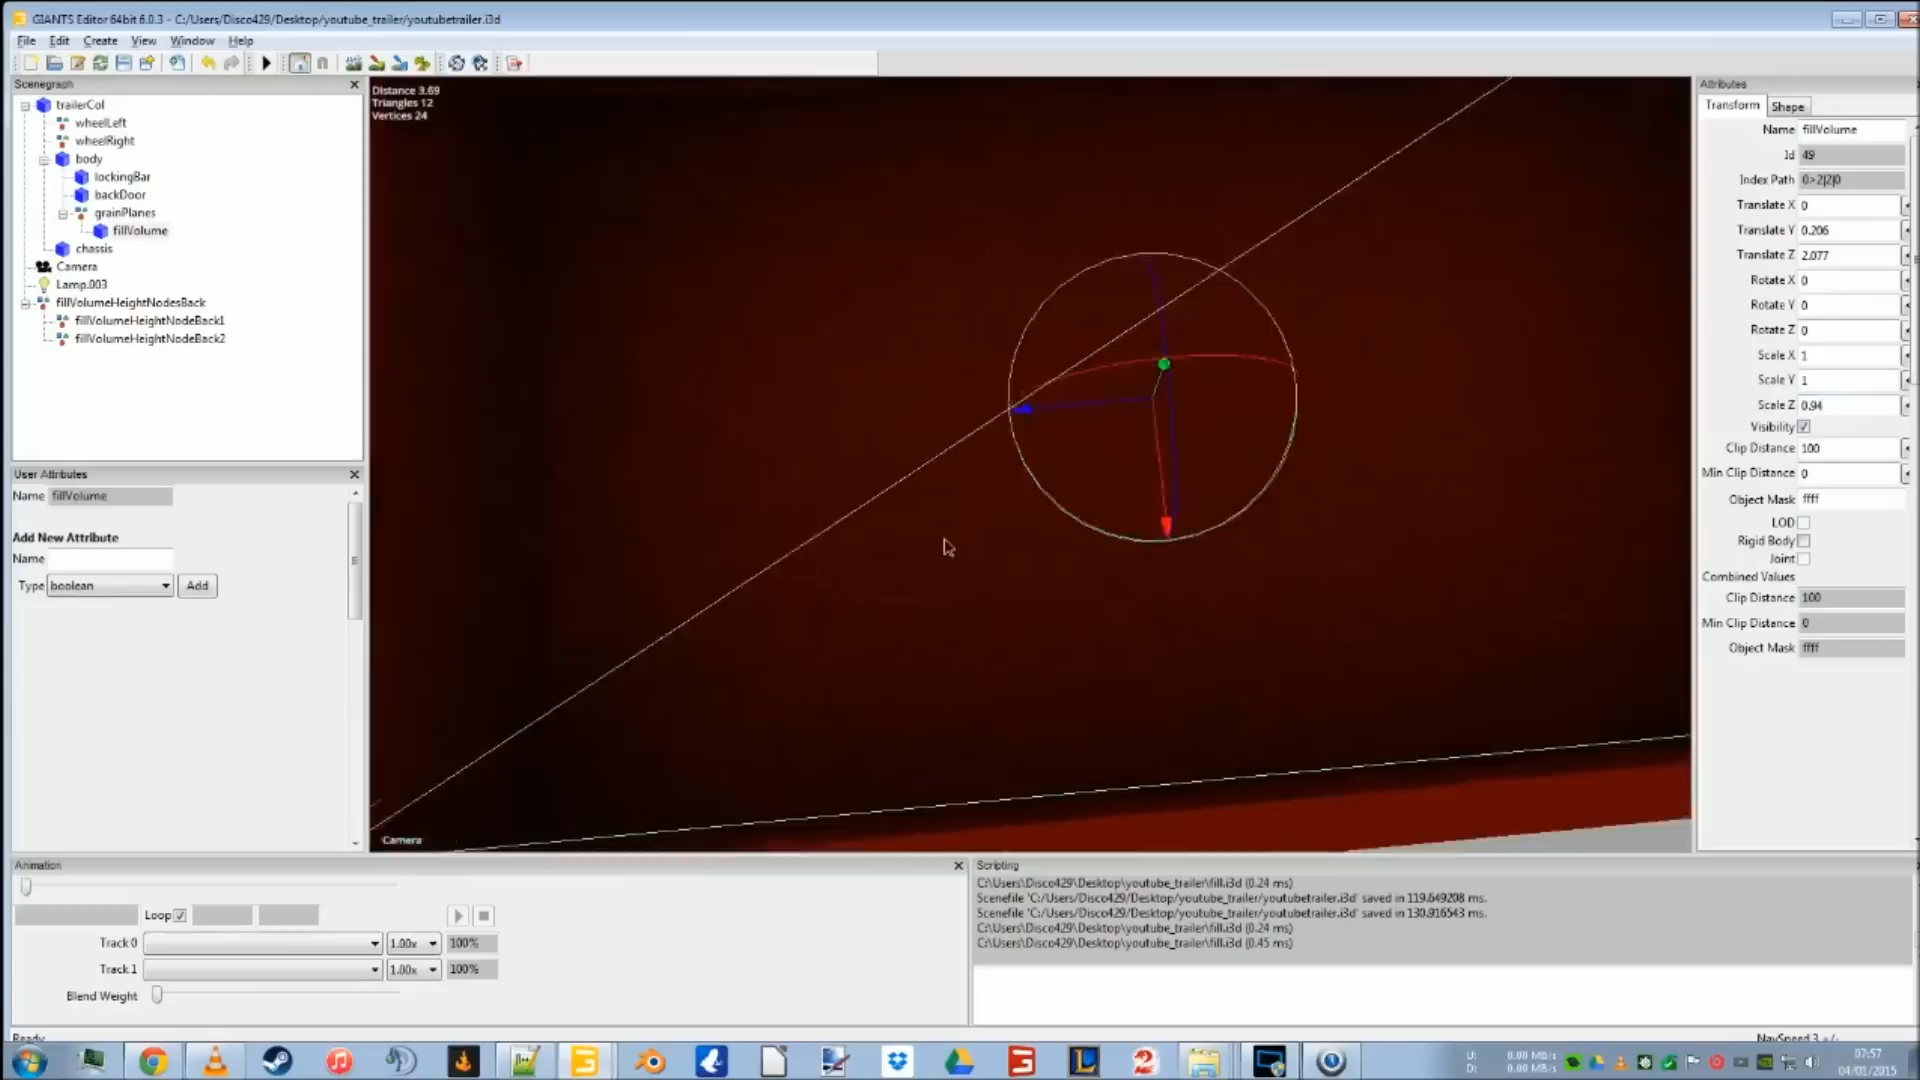 GIANTS Editor 64bit 6.0.3 - C:/Users/Disco429/Desktop/youtube_trailer/youtubetrailer.i3d
File Edit Create View Window Help
Scenegraph
trailerCol
wheelLeft
wheelRight
body
lockingBar
backDoor
grainPlanes
fillVolume
chassis
Camera
Lamp.003
fillVolumeHeightNodesBack
fillVolumeHeightNodeBack1
fillVolumeHeightNodeBack2
User Attributes
Name fillVolume
Add New Attribute
Name
Type boolean Add
Distance 3.69
Triangles 12
Vertices 24
Camera
Attributes
Transform Shape
Name fillVolume
Id 49
Index Path 0>2|2|0
Translate X 0
Translate Y 0.206
Translate Z 2.077
Rotate X 0
Rotate Y 0
Rotate Z 0
Scale X 1
Scale Y 1
Scale Z 0.94
Visibility
Clip Distance 100
Min Clip Distance 0
Object Mask ffff
LOD
Rigid Body
Joint
Combined Values
Clip Distance 100
Min Clip Distance 0
Object Mask ffff
Animation
Loop
Track 0 1.00x 100%
Track 1 1.00x 100%
Blend Weight
Scripting
C:\Users\Disco429\Desktop\youtube_trailer\fill.i3d (0.24 ms)
Scenefile 'C:/Users/Disco429/Desktop/youtube_trailer/youtubetrailer.i3d' saved in 119.649208 ms.
Scenefile 'C:/Users/Disco429/Desktop/youtube_trailer/youtubetrailer.i3d' saved in 130.916543 ms.
C:\Users\Disco429\Desktop\youtube_trailer\fill.i3d (0.24 ms)
C:\Users\Disco429\Desktop\youtube_trailer\fill.i3d (0.45 ms)
Ready
NavSpeed 3
U: 0.00 MB/s
D: 0.00 MB/s
07:57
04/01/2015